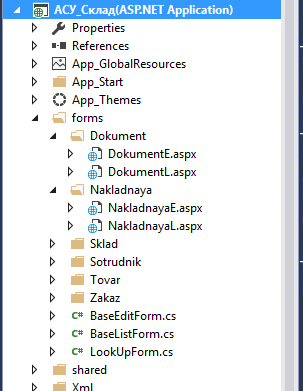 АСУ_Склад(ASP.NET Application)
Properties
References
App_GlobalResources
App_Start
App_Themes
forms
Dokument
DokumentE.aspx
DokumentL.aspx
Nakladnaya
NakladnayaE.aspx
NakladnayaL.aspx
Sklad
Sotrudnik
Tovar
Zakaz
C# BaseEditForm.cs
C# BaseListForm.cs
C# LookUpForm.cs
shared
Xml